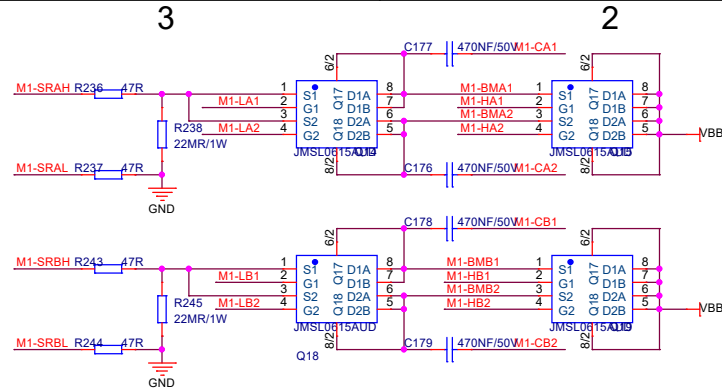 3 2
C177 470NF/50V M1-CA1
6/2 6/2
M1-SRAH R236 47R 1 S1 Q17 D1A 8 M1-BMA1 1 S1 Q17 D1A 8
M1-LA1 2 G1 D1B 7 M1-HA1 2 G1 D1B 7
3 S2 Q18 D2A 6 M1-BMA2 3 S2 Q18 D2A 6
R238 M1-LA2 4 G2 D2B 5 M1-HA2 4 G2 D2B 5 VBB
22MR/1W JMSL0615AUD JMSL0615AUD
8/2 8/2
M1-SRAL R237 47R C176 470NF/50V M1-CA2
GND
C178 470NF/50V M1-CB1
6/2 6/2
M1-SRBH R243 47R 1 S1 Q17 D1A 8 M1-BMB1 1 S1 Q17 D1A 8
M1-LB1 2 G1 D1B 7 M1-HB1 2 G1 D1B 7
3 S2 Q18 D2A 6 M1-BMB2 3 S2 Q18 D2A 6
R245 M1-LB2 4 G2 D2B 5 M1-HB2 4 G2 D2B 5 VBB
22MR/1W JMSL0615AUD JMSL0615AUD
8/2 8/2
M1-SRBL R244 47R Q18 C179 470NF/50V M1-CB2
GND